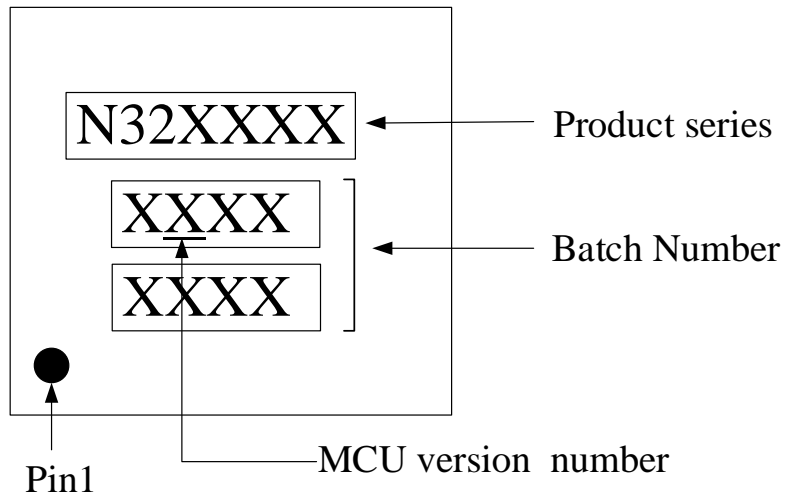 N32XXXX
Product series
XXXX
Batch Number
XXXX
MCU version number
Pin1